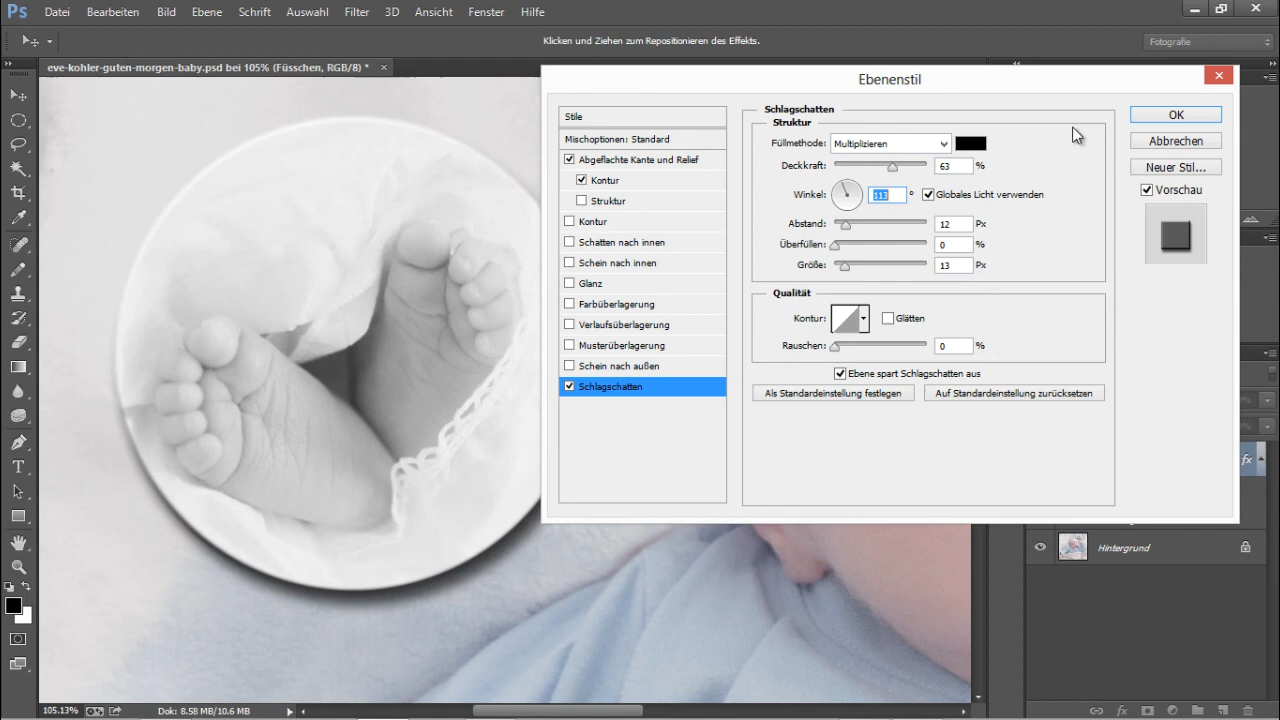 Ps Datei Bearbeiten Bild Ebene Schrift Auswahl Filter 3D Ansicht Fenster Hilfe
Klicken und Ziehen zum Repositionieren des Effekts.
Fotografie
eve-kohler-guten-morgen-baby.psd bei 105% (Füsschen, RGB/8) *
Ebenenstil
Stile
Mischoptionen: Standard
Abgeflachte Kante und Relief
Kontur
Struktur
Kontur
Schatten nach innen
Schein nach innen
Glanz
Farbüberlagerung
Verlaufsüberlagerung
Musterüberlagerung
Schein nach außen
Schlagschatten
Schlagschatten
Struktur
Füllmethode: Multiplizieren
Deckkraft: 63 %
Winkel: 113 ° Globales Licht verwenden
Abstand: 12 Px
Überfüllen: 0 %
Größe: 13 Px
Qualität
Kontur: Glätten
Rauschen: 0 %
Ebene spart Schlagschatten aus
Als Standardeinstellung festlegen Auf Standardeinstellung zurücksetzen
OK
Abbrechen
Neuer Stil...
Vorschau
fx
Hintergrund
105.13% Dok: 8.58 MB/10.6 MB
fx